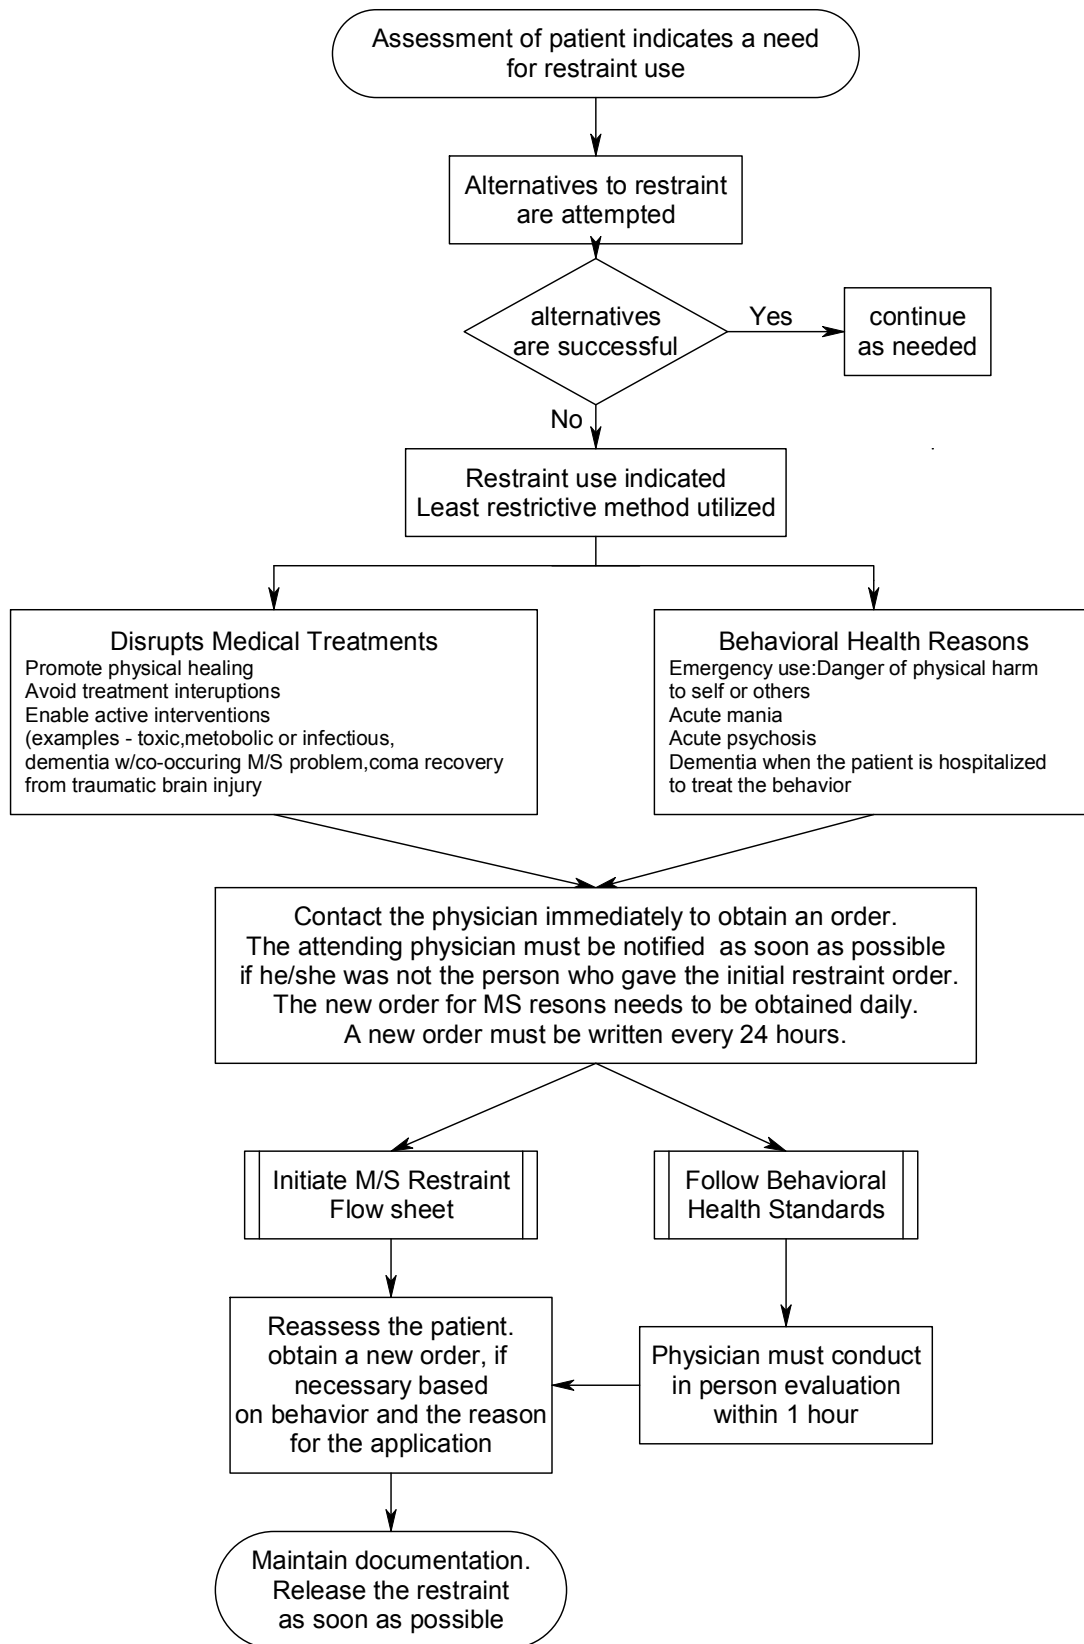 Assessment of patient indicates a need
for restraint use
Alternatives to restraint
are attempted
alternatives
are successful
Yes
continue
as needed
No
Restraint use indicated
Least restrictive method utilized
Disrupts Medical Treatments
Promote physical healing
Avoid treatment interuptions
Enable active interventions
(examples - toxic,metobolic or infectious,
dementia w/co-occuring M/S problem,coma recovery
from traumatic brain injury
Behavioral Health Reasons
Emergency use:Danger of physical harm
to self or others
Acute mania
Acute psychosis
Dementia when the patient is hospitalized
to treat the behavior
Contact the physician immediately to obtain an order.
The attending physician must be notified as soon as possible
if he/she was not the person who gave the initial restraint order.
The new order for MS resons needs to be obtained daily.
A new order must be written every 24 hours.
Initiate M/S Restraint
Flow sheet
Follow Behavioral
Health Standards
Reassess the patient.
obtain a new order, if
necessary based
on behavior and the reason
for the application
Physician must conduct
in person evaluation
within 1 hour
Maintain documentation.
Release the restraint
as soon as possible